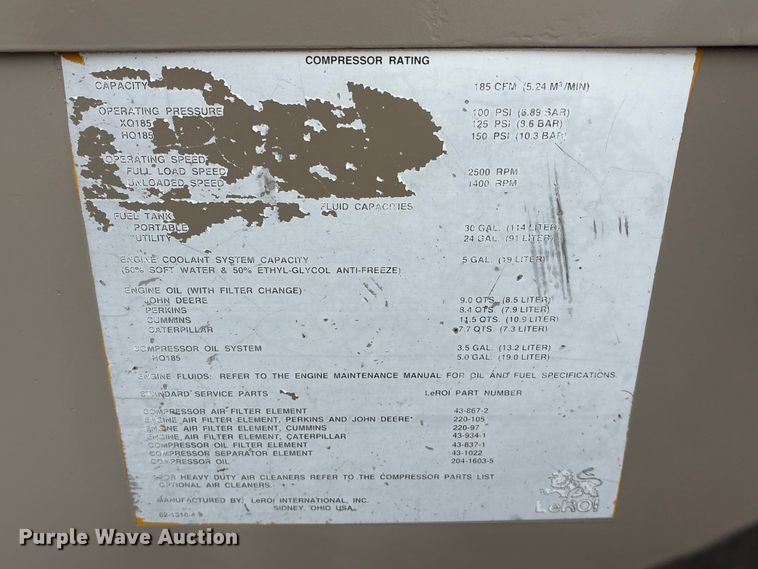 COMPRESSOR RATING
CAPACITY 185 CFM (5.24 M³/MIN)
OPERATING PRESSURE 100 PSI (6.89 BAR)
XQ185 125 PSI (8.6 BAR)
HQ185 150 PSI (10.3 BAR)
OPERATING SPEED
FULL LOAD SPEED 2500 RPM
UNLOADED SPEED 1400 RPM
FLUID CAPACITIES
FUEL TANK
PORTABLE 30 GAL. (114 LITER)
UTILITY 24 GAL. (91 LITER)
ENGINE COOLANT SYSTEM CAPACITY 5 GAL. (19 LITER)
(50% SOFT WATER & 50% ETHYL-GLYCOL ANTI-FREEZE)
ENGINE OIL (WITH FILTER CHANGE)
JOHN DEERE 9.0 QTS. (8.5 LITER)
PERKINS 8.4 QTS. (7.9 LITER)
CUMMINS 11.5 QTS. (10.9 LITER)
CATERPILLAR 7.7 QTS. (7.3 LITER)
COMPRESSOR OIL SYSTEM 3.5 GAL. (13.2 LITER)
HQ185 5.0 GAL. (19.0 LITER)
ENGINE FLUIDS: REFER TO THE ENGINE MAINTENANCE MANUAL FOR OIL AND FUEL SPECIFICATIONS.
STANDARD SERVICE PARTS LeROI PART NUMBER
COMPRESSOR AIR FILTER ELEMENT 43-867-2
ENGINE AIR FILTER ELEMENT, PERKINS AND JOHN DEERE* 220-105
ENGINE AIR FILTER ELEMENT, CUMMINS 220-97
ENGINE, AIR FILTER ELEMENT, CATERPILLAR 43-934-1
COMPRESSOR OIL FILTER ELEMENT 43-837-1
COMPRESSOR SEPARATOR ELEMENT 43-1022
COMPRESSOR OIL 204-1603-5
*FOR HEAVY DUTY AIR CLEANERS REFER TO THE COMPRESSOR PARTS LIST
OPTIONAL AIR CLEANERS.
MANUFACTURED BY: LeROI INTERNATIONAL, INC.
SIDNEY, OHIO USA
LeROI
Purple Wave Auction